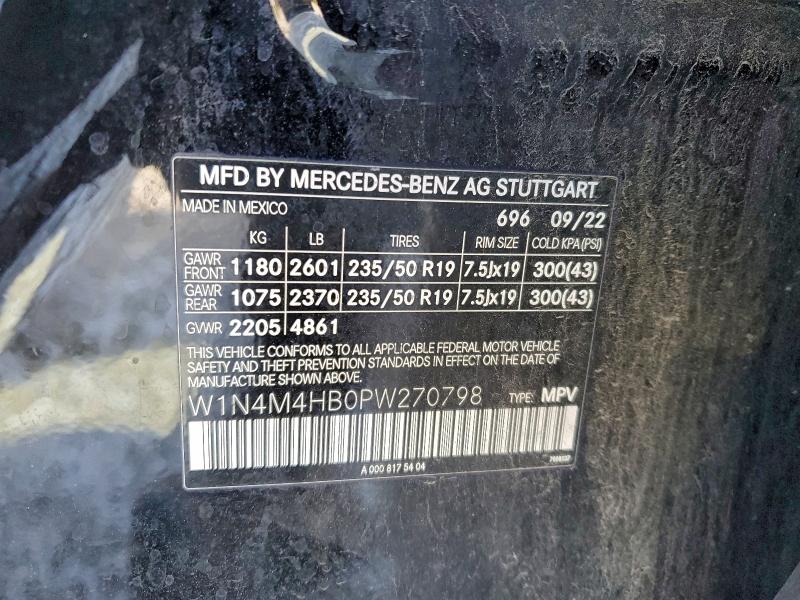 MFD BY MERCEDES-BENZ AG STUTTGART
MADE IN MEXICO 696 09/22
KG LB TIRES RIM SIZE COLD KPA (PSI)
GAWR FRONT 1180 2601 235/50 R19 7.5Jx19 300(43)
GAWR REAR 1075 2370 235/50 R19 7.5Jx19 300(43)
GVWR 2205 4861
THIS VEHICLE CONFORMS TO ALL APPLICABLE FEDERAL MOTOR VEHICLE
SAFETY AND THEFT PREVENTION STANDARDS IN EFFECT ON THE DATE OF
MANUFACTURE SHOWN ABOVE.
W1N4M4HB0PW270798 TYPE: MPV
A 000 817 54 04